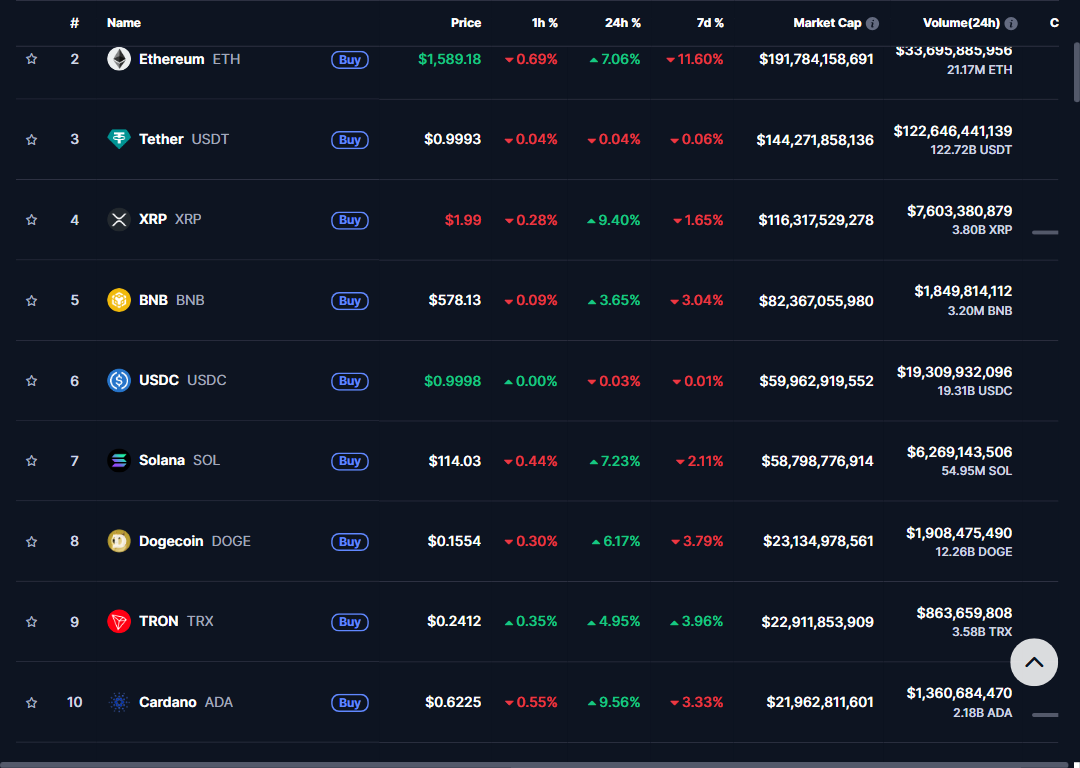 # Name Price 1h % 24h % 7d % Market Cap Volume(24h) C
2 Ethereum ETH Buy $1,589.18 0.69% 7.06% 11.60% $191,784,158,691 $33,695,885,956
21.17M ETH
3 Tether USDT Buy $0.9993 0.04% 0.04% 0.06% $144,271,858,136 $122,646,441,139
122.72B USDT
4 XRP XRP Buy $1.99 0.28% 9.40% 1.65% $116,317,529,278 $7,603,380,879
3.80B XRP
5 BNB BNB Buy $578.13 0.09% 3.65% 3.04% $82,367,055,980 $1,849,814,112
3.20M BNB
6 USDC USDC Buy $0.9998 0.00% 0.03% 0.01% $59,962,919,552 $19,309,932,096
19.31B USDC
7 Solana SOL Buy $114.03 0.44% 7.23% 2.11% $58,798,776,914 $6,269,143,506
54.95M SOL
8 Dogecoin DOGE Buy $0.1554 0.30% 6.17% 3.79% $23,134,978,561 $1,908,475,490
12.26B DOGE
9 TRON TRX Buy $0.2412 0.35% 4.95% 3.96% $22,911,853,909 $863,659,808
3.58B TRX
10 Cardano ADA Buy $0.6225 0.55% 9.56% 3.33% $21,962,811,601 $1,360,684,470
2.18B ADA